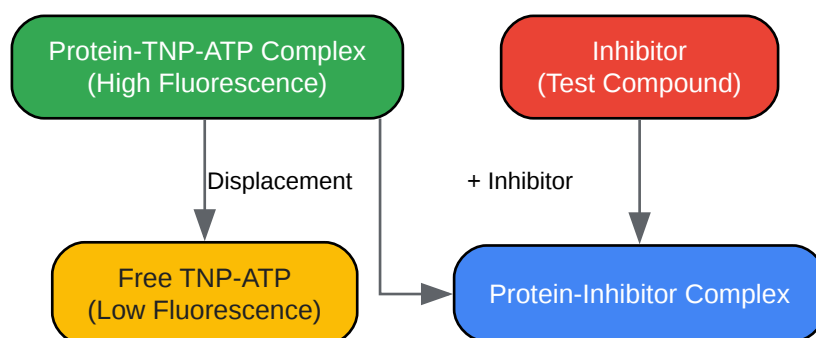 Protein-TNP-ATP Complex
(High Fluorescence)
Inhibitor
(Test Compound)
Displacement
+ Inhibitor
Free TNP-ATP
(Low Fluorescence)
Protein-Inhibitor Complex